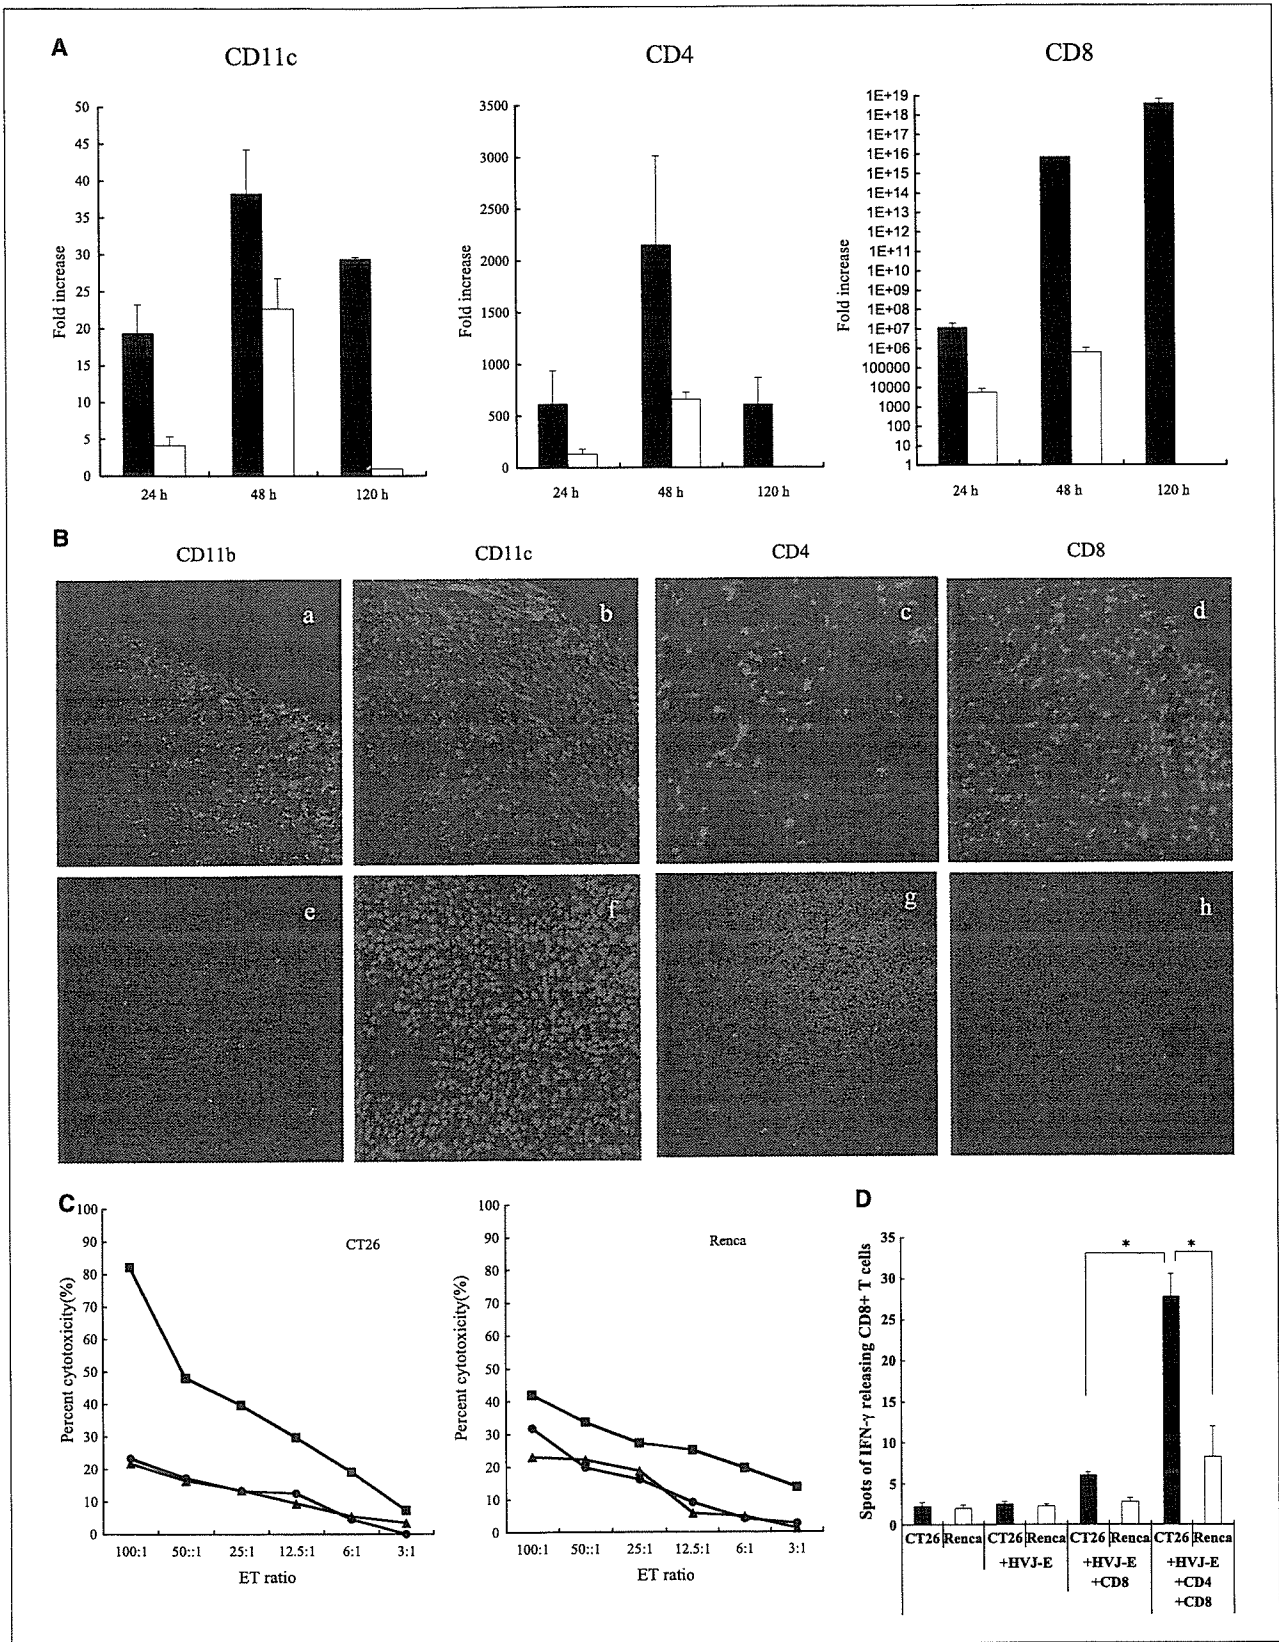 A
CD11c
CD4
CD8
Fold increase
50
45
40
35
30
25
20
15
10
5
0
24 h
48 h
120 h
Fold increase
3500
3000
2500
2000
1500
1000
500
0
24 h
48 h
120 h
Fold increase
1E+19
1E+18
1E+17
1E+16
1E+15
1E+14
1E+13
1E+12
1E+11
1E+10
1E+09
1E+08
1E+07
1E+06
100000
10000
1000
100
10
1
24 h
48 h
120 h
B
CD11b
CD11c
CD4
CD8
a
b
c
d
e
f
g
h
C
CT26
Percent cytotoxicity(%)
100
90
80
70
60
50
40
30
20
10
0
100:1
50::1
25:1
12.5:1
6:1
3:1
ET ratio
Renca
Percent cytotoxicity(%)
100
90
80
70
60
50
40
30
20
10
0
100:1
50::1
25:1
12.5:1
6:1
3:1
ET ratio
D
Spots of IFN-γ releasing CD8+ T cells
35
30
25
20
15
10
5
0
*
*
CT26 Renca CT26 Renca CT26 Renca CT26 Renca
+HVJ-E +HVJ-E +HVJ-E
+CD8 +CD4
+CD8